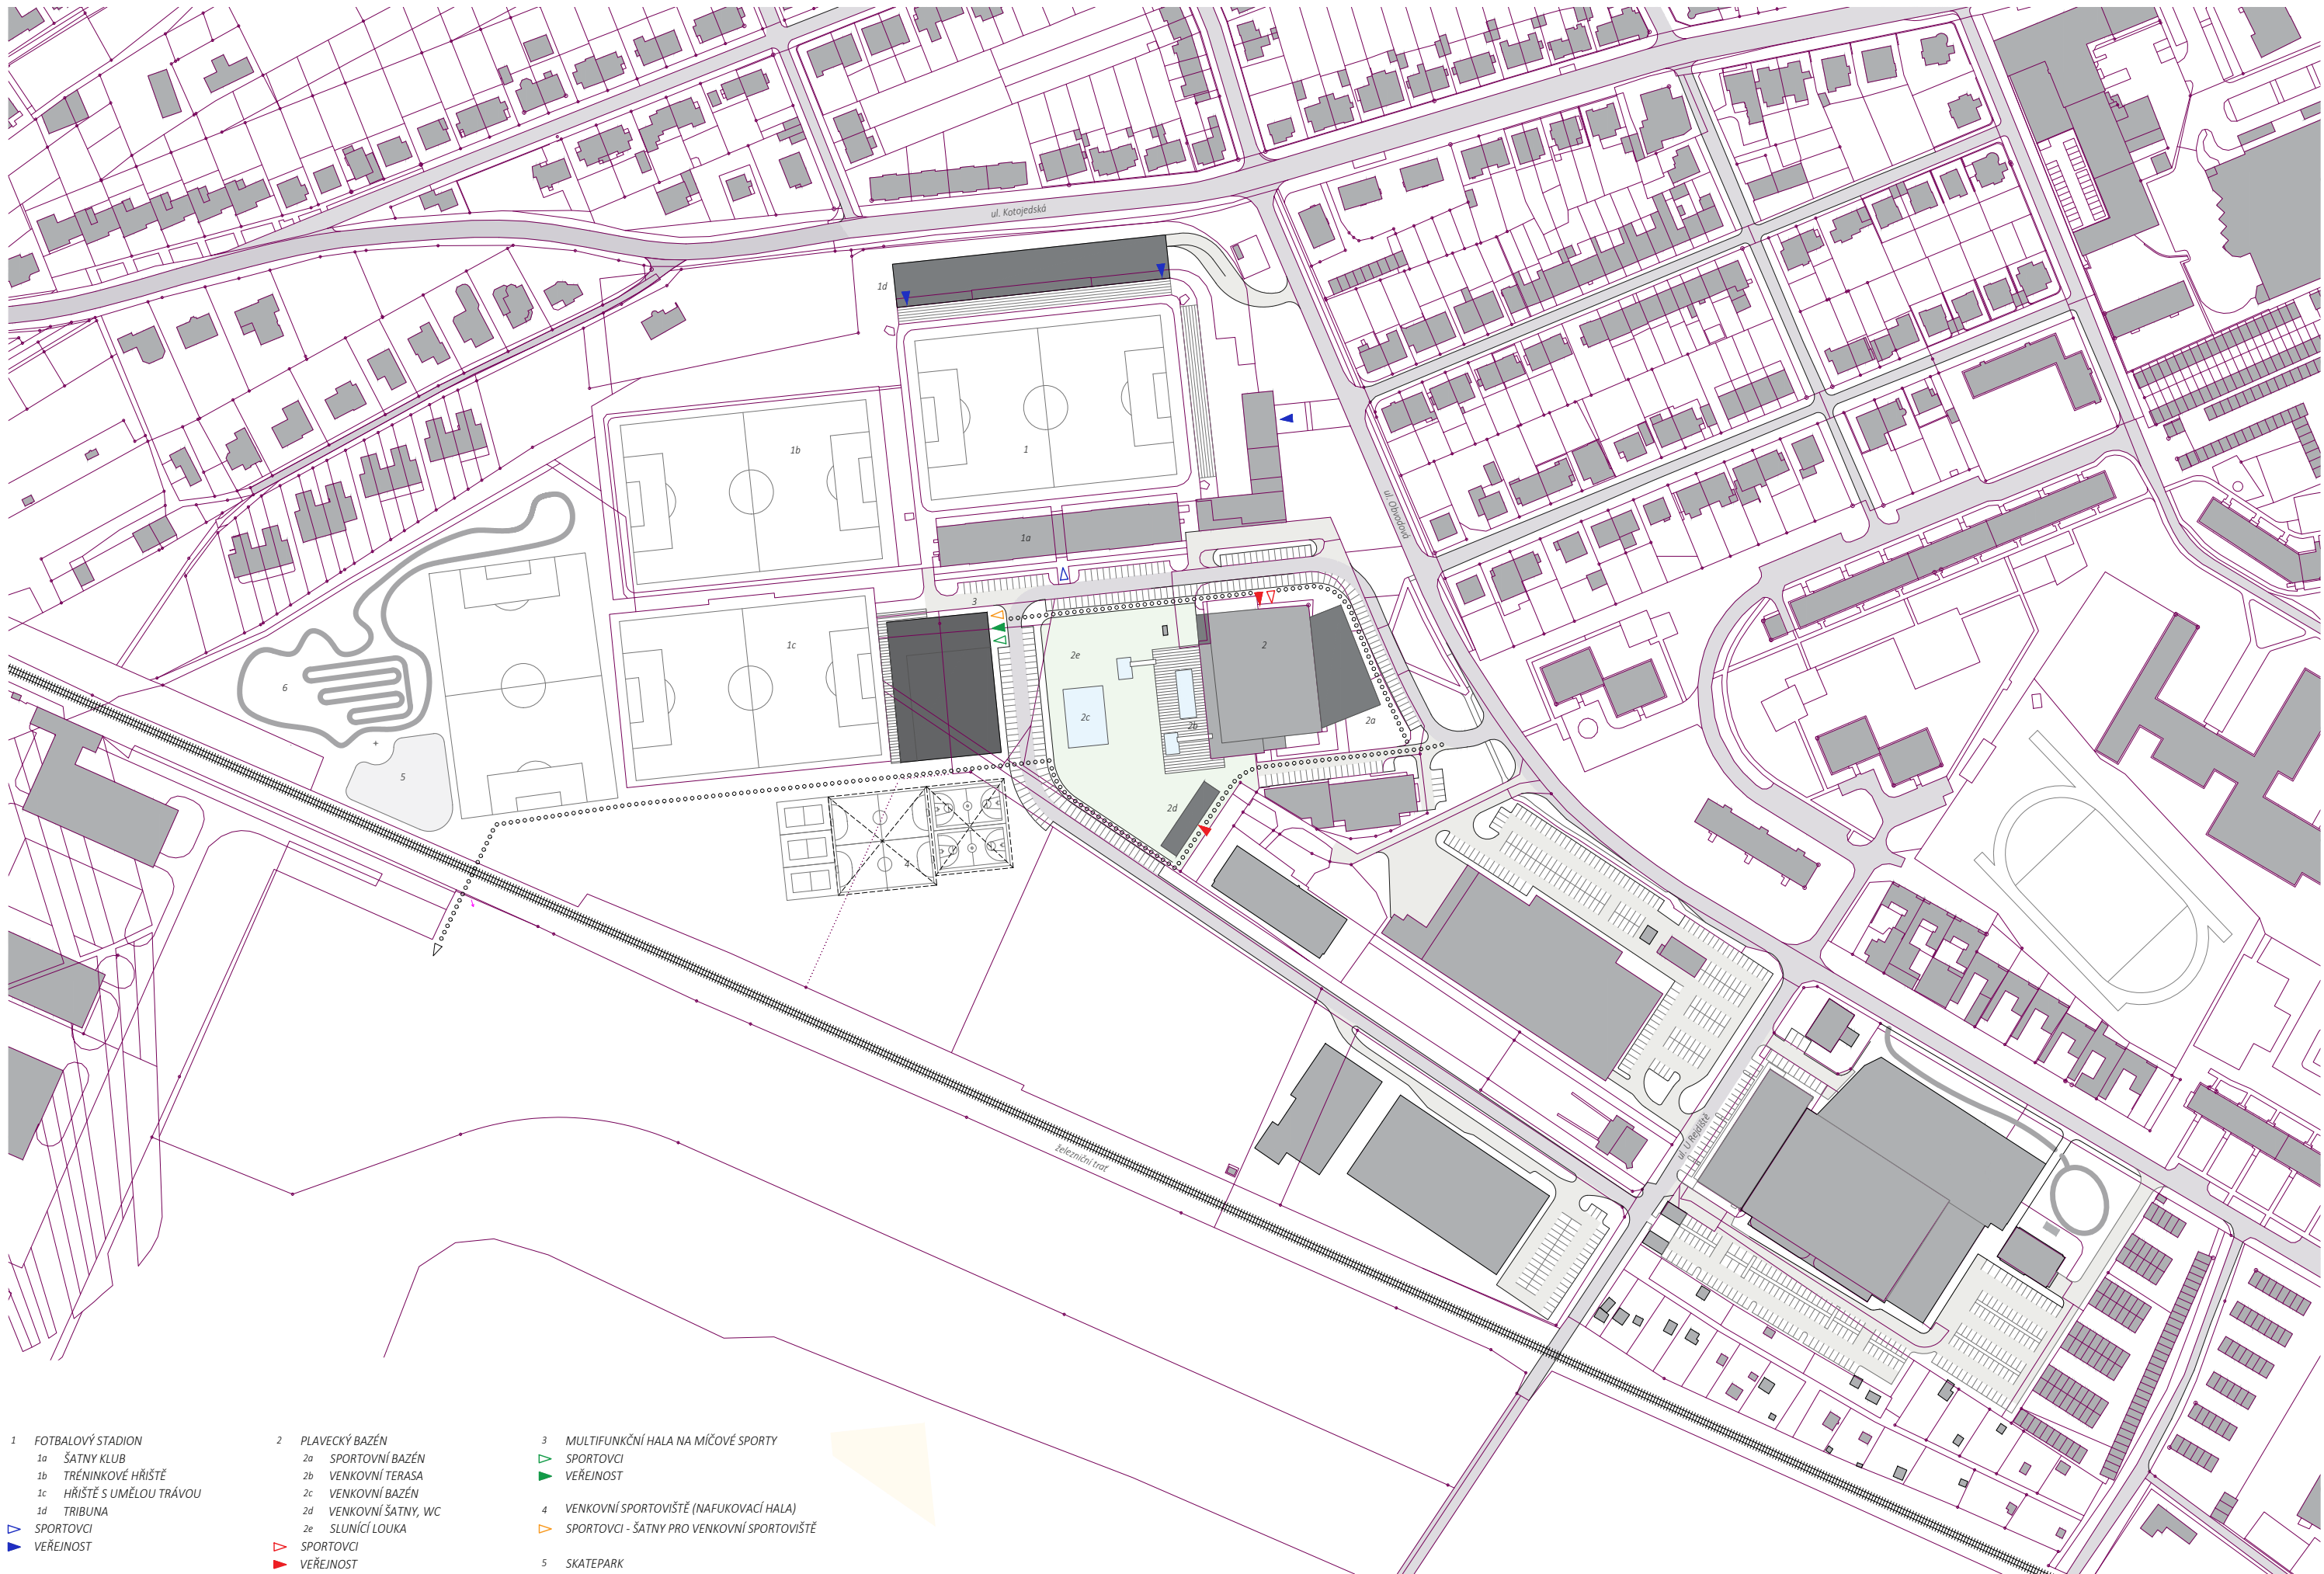 ul. Kotojedská
1d
1b
1
ul. Obvodová
1a
3
1c
2e
2
6
2c
2b
2a
5
2d
4
ul. U Rejdiště
železniční trať
1 FOTBALOVÝ STADION
1a ŠATNY KLUB
1b TRÉNINKOVÉ HŘIŠTĚ
1c HŘIŠTĚ S UMĚLOU TRÁVOU
1d TRIBUNA
SPORTOVCI
VEŘEJNOST
2 PLAVECKÝ BAZÉN
2a SPORTOVNÍ BAZÉN
2b VENKOVNÍ TERASA
2c VENKOVNÍ BAZÉN
2d VENKOVNÍ ŠATNY, WC
2e SLUNÍCÍ LOUKA
SPORTOVCI
VEŘEJNOST
3 MULTIFUNKČNÍ HALA NA MÍČOVÉ SPORTY
SPORTOVCI
VEŘEJNOST
4 VENKOVNÍ SPORTOVIŠTĚ (NAFUKOVACÍ HALA)
SPORTOVCI - ŠATNY PRO VENKOVNÍ SPORTOVIŠTĚ
5 SKATEPARK